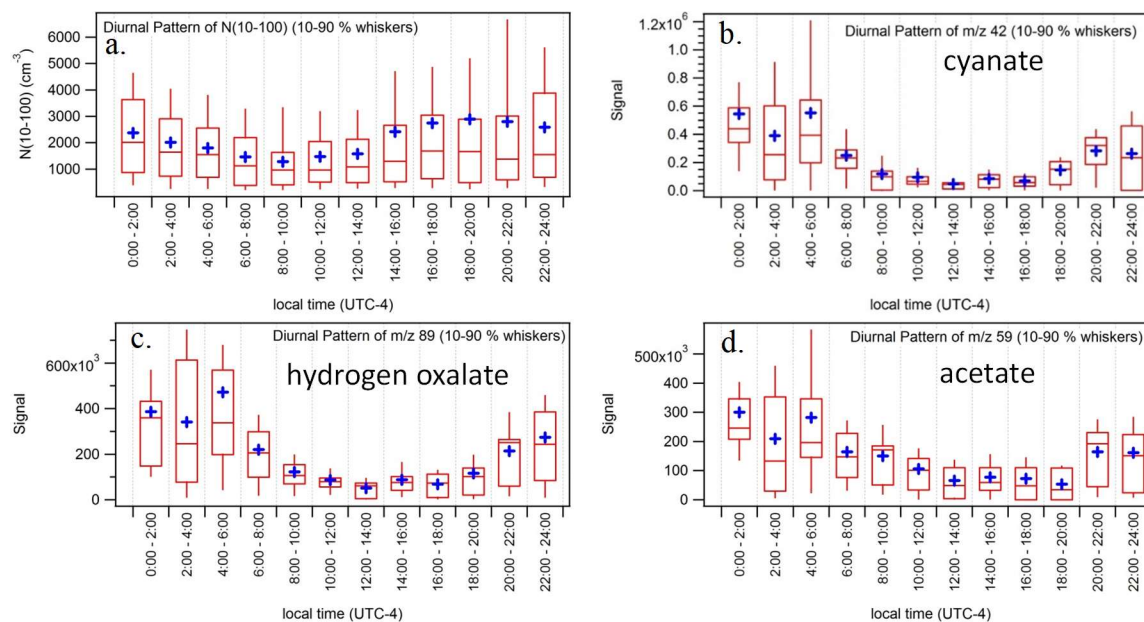 a.
Diurnal Pattern of N(10-100) (10-90 % whiskers)
N(10-100) (cm-3)
6000
5000
4000
3000
2000
1000
0:00 - 2:00
2:00 - 4:00
4:00 - 6:00
6:00 - 8:00
8:00 - 10:00
10:00 - 12:00
12:00 - 14:00
14:00 - 16:00
16:00 - 18:00
18:00 - 20:00
20:00 - 22:00
22:00 - 24:00
local time (UTC-4)
b.
Diurnal Pattern of m/z 42 (10-90 % whiskers)
cyanate
Signal
1.2x10⁶
1.0
0.8
0.6
0.4
0.2
0.0
0:00 - 2:00
2:00 - 4:00
4:00 - 6:00
6:00 - 8:00
8:00 - 10:00
10:00 - 12:00
12:00 - 14:00
14:00 - 16:00
16:00 - 18:00
18:00 - 20:00
20:00 - 22:00
22:00 - 24:00
local time (UTC-4)
c.
Diurnal Pattern of m/z 89 (10-90 % whiskers)
hydrogen oxalate
Signal
600x10³
400
200
0
0:00 - 2:00
2:00 - 4:00
4:00 - 6:00
6:00 - 8:00
8:00 - 10:00
10:00 - 12:00
12:00 - 14:00
14:00 - 16:00
16:00 - 18:00
18:00 - 20:00
20:00 - 22:00
22:00 - 24:00
local time (UTC-4)
d.
Diurnal Pattern of m/z 59 (10-90 % whiskers)
acetate
Signal
500x10³
400
300
200
100
0
0:00 - 2:00
2:00 - 4:00
4:00 - 6:00
6:00 - 8:00
8:00 - 10:00
10:00 - 12:00
12:00 - 14:00
14:00 - 16:00
16:00 - 18:00
18:00 - 20:00
20:00 - 22:00
22:00 - 24:00
local time (UTC-4)